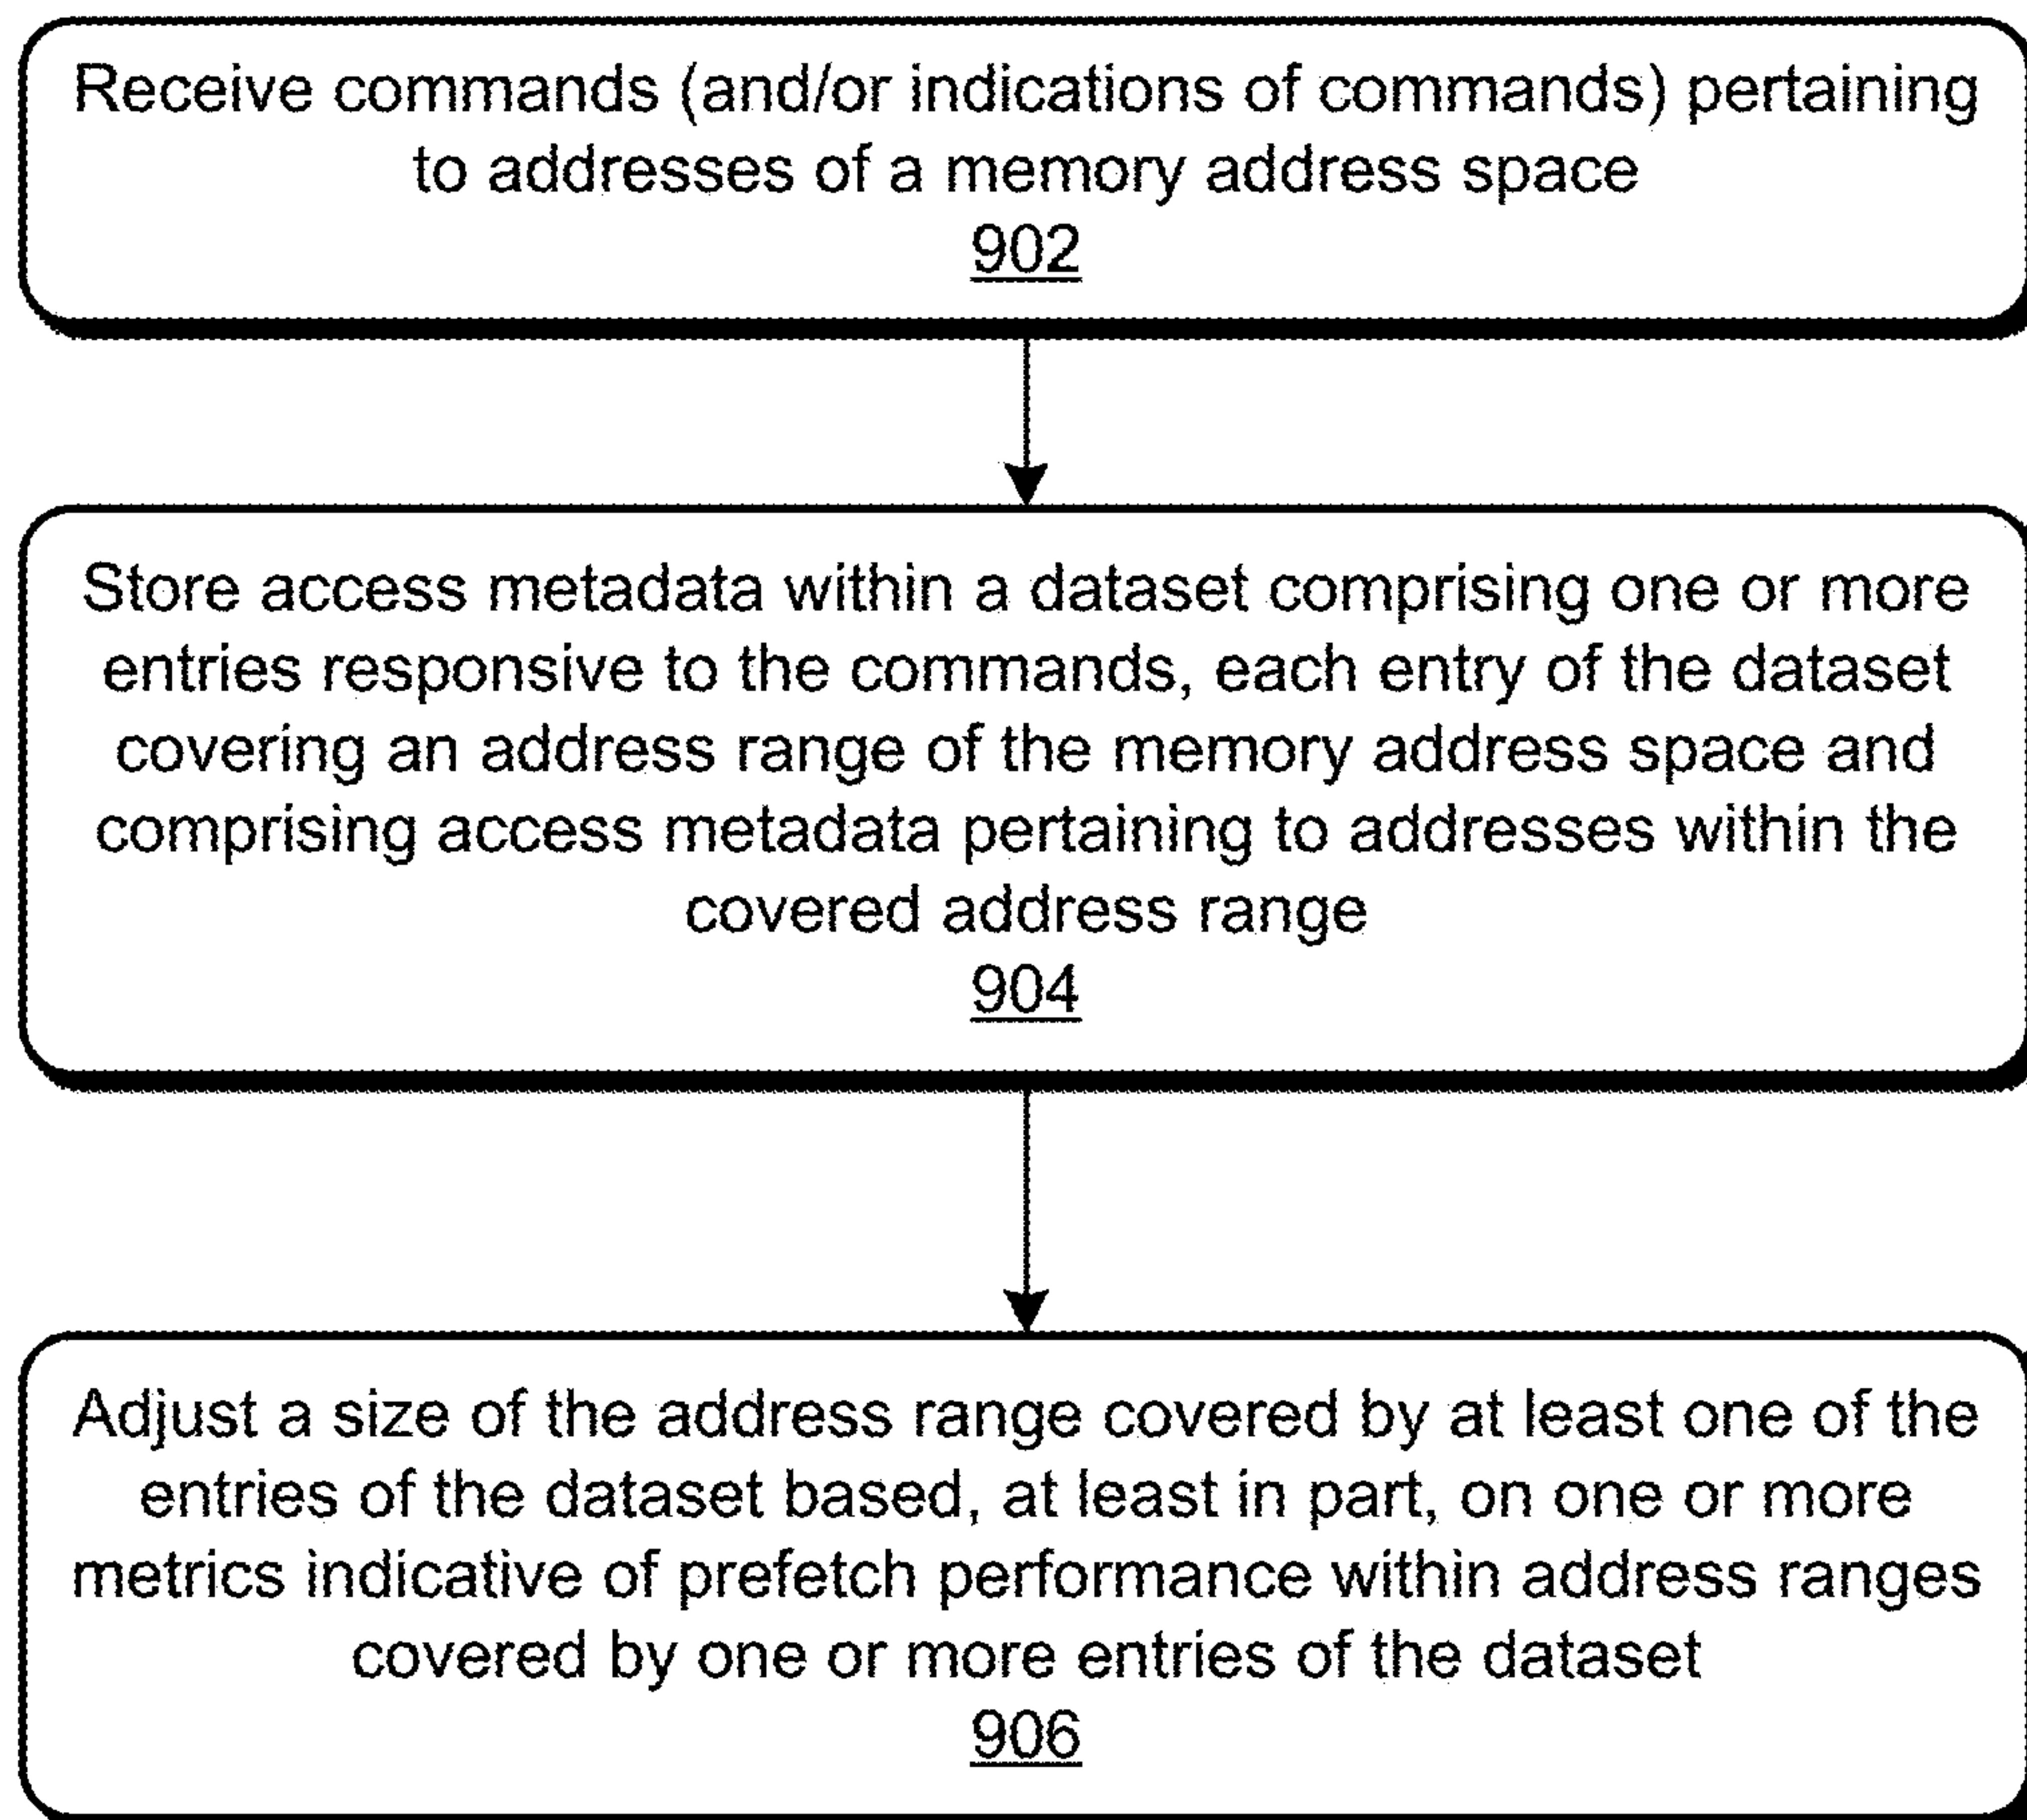 Receive commands (and/or indications of commands) pertaining
to addresses of a memory address space
902
Store access metadata within a dataset comprising one or more
entries responsive to the commands, each entry of the dataset
covering an address range of the memory address space and
comprising access metadata pertaining to addresses within the
covered address range
904
Adjust a size of the address range covered by at least one of the
entries of the dataset based, at least in part, on one or more
metrics indicative of prefetch performance within address ranges
covered by one or more entries of the dataset
906